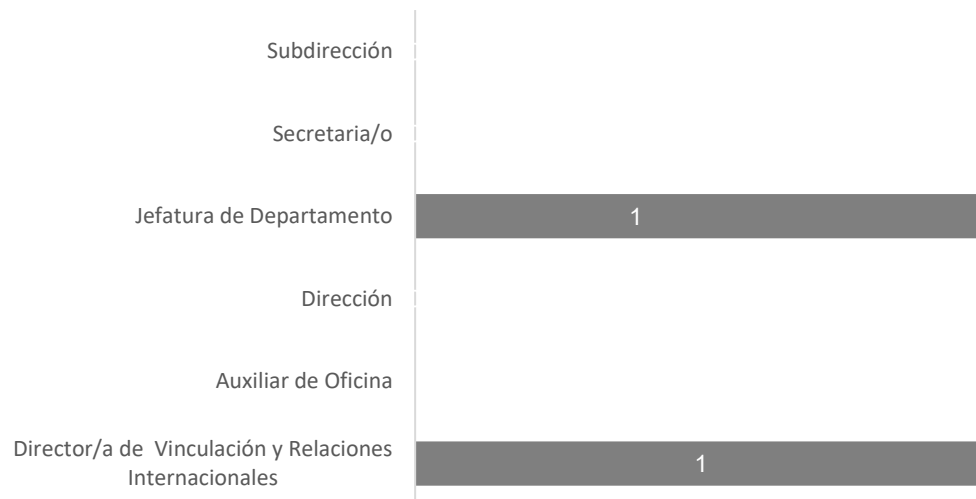 Subdirección
Secretaria/o
Jefatura de Departamento
1
Dirección
Auxiliar de Oficina
Director/a de Vinculación y Relaciones
Internacionales
1